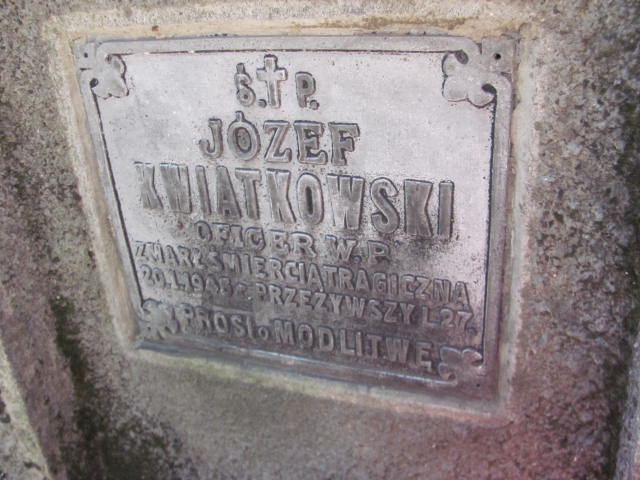 Ś.†P.
JÓZEF
KWIATKOWSKI
OFICER W.P.
ZMARŁ ŚMIERCIĄ TRAGICZNĄ
PRZEŻYWSZY L.27.
PROSI O MODLITWĘ